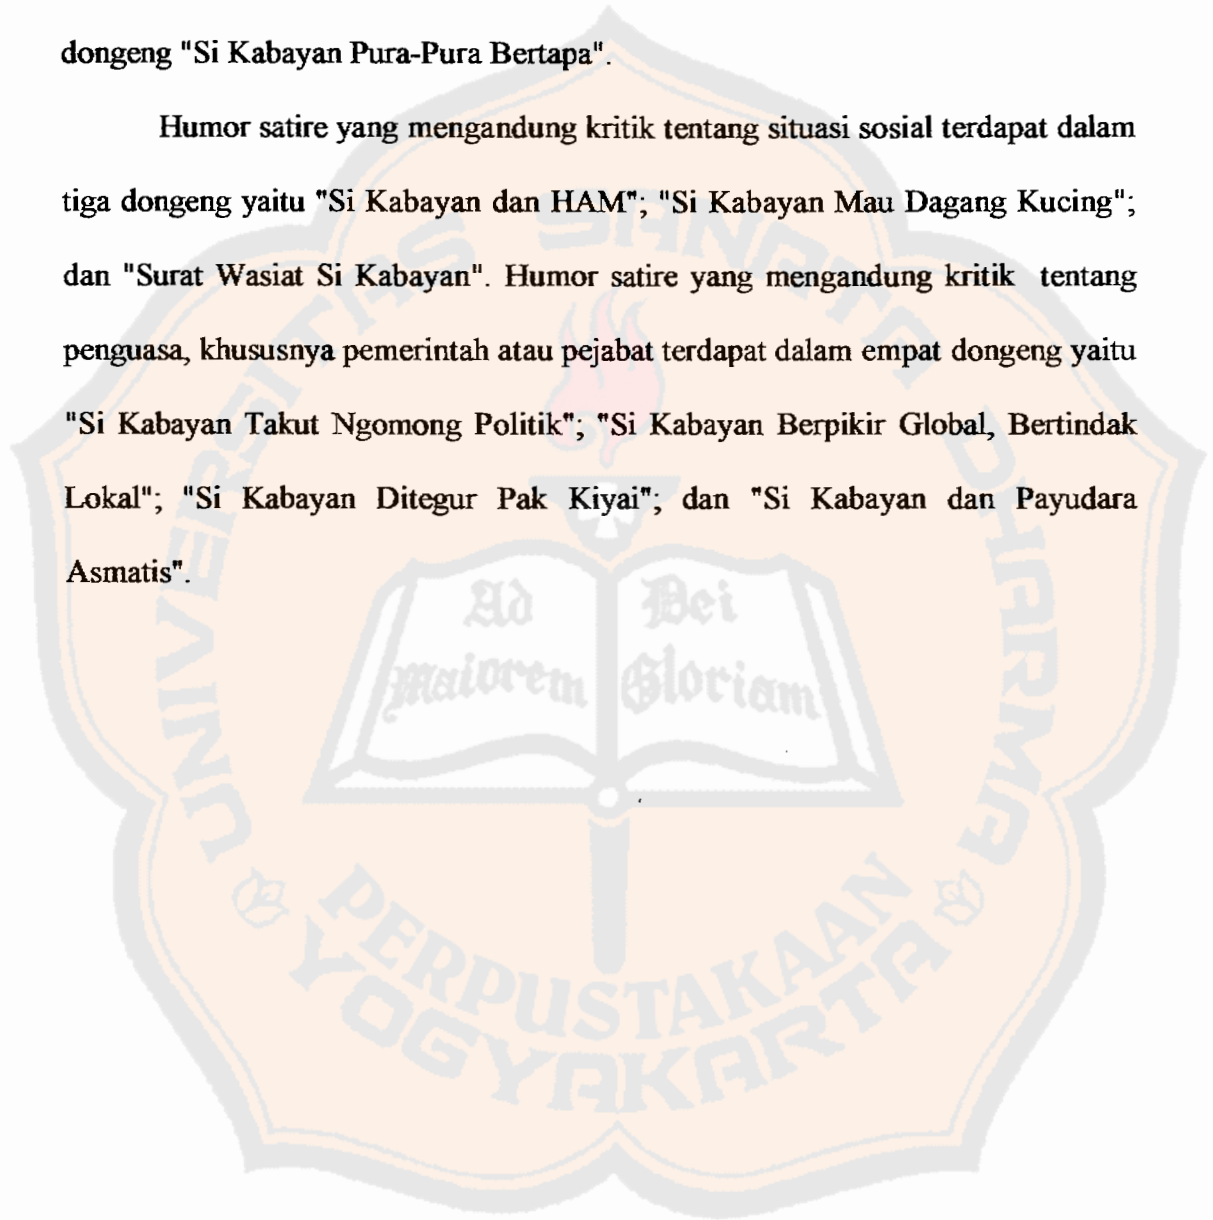 dongeng "Si Kabayan Pura-Pura Bertapa".
Humor satire yang mengandung kritik tentang situasi sosial terdapat dalam
tiga dongeng yaitu "Si Kabayan dan HAM"; "Si Kabayan Mau Dagang Kucing";
dan "Surat Wasiat Si Kabayan". Humor satire yang mengandung kritik tentang
penguasa, khususnya pemerintah atau pejabat terdapat dalam empat dongeng yaitu
"Si Kabayan Takut Ngomong Politik"; "Si Kabayan Berpikir Global, Bertindak
Lokal"; "Si Kabayan Ditegur Pak Kiyai"; dan "Si Kabayan dan Payudara
Asmatis".
UNIVERSITAS SANATA DHARMA
Ad Dei
maiorem Gloriam
PERPUSTAKAAN
YOGYAKARTA